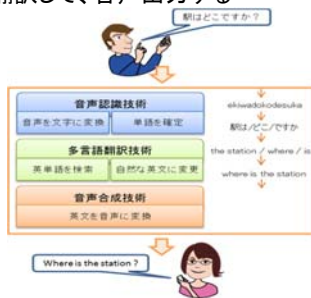 翻訳して、音声出力する
駅はどこですか？
音声認識技術
音声を文字に変換
単語を確定
ekiwadokodesuka
駅は/どこ/ですか
多言語翻訳技術
英単語を検索
自然な英文に変更
the station / where / is
where is the station
音声合成技術
英文を音声に変換
Where is the station ?